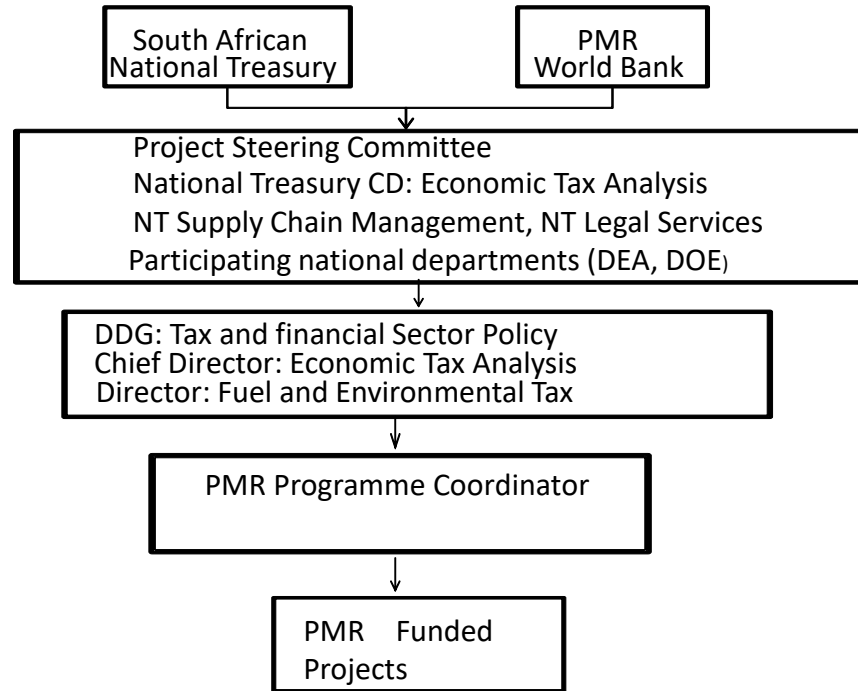 South African
National Treasury
PMR
World Bank
Project Steering Committee
National Treasury CD: Economic Tax Analysis
NT Supply Chain Management, NT Legal Services
Participating national departments (DEA, DOE)
DDG: Tax and financial Sector Policy
Chief Director: Economic Tax Analysis
Director: Fuel and Environmental Tax
PMR Programme Coordinator
PMR Funded
Projects